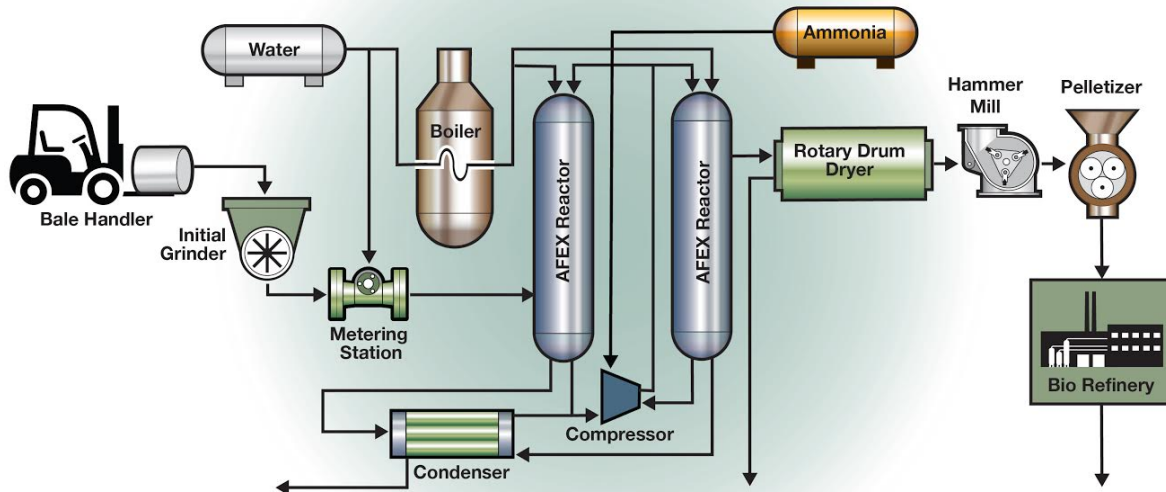 Water
Ammonia
Hammer
Mill
Pelletizer
Boiler
Bale Handler
Initial
Grinder
AFEX Reactor
AFEX Reactor
Rotary Drum
Dryer
Metering
Station
Compressor
Condenser
Bio Refinery